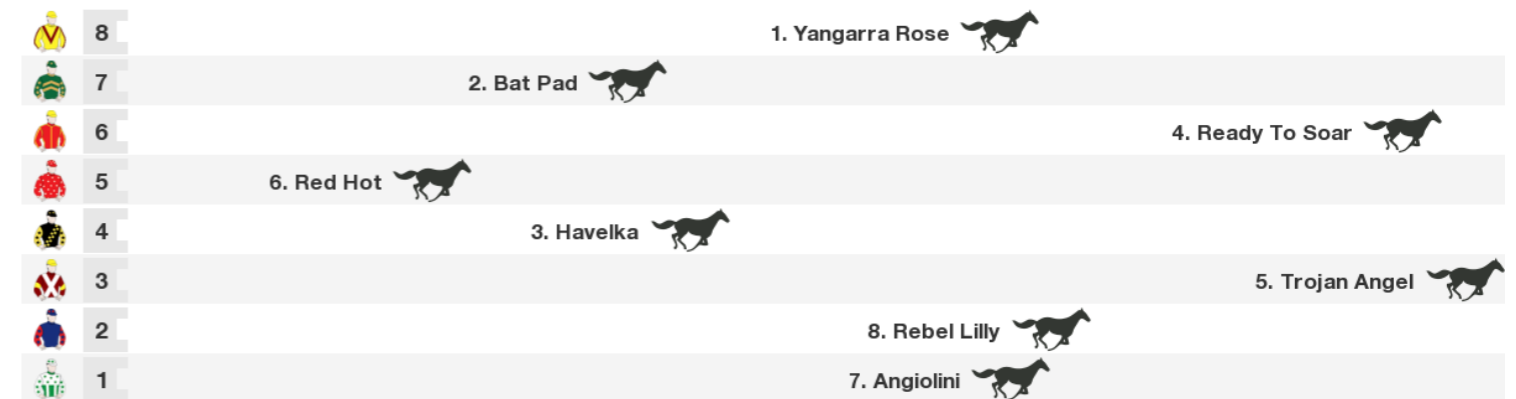 8 1. Yangarra Rose
7 2. Bat Pad
6 4. Ready To Soar
5 6. Red Hot
4 3. Havelka
3 5. Trojan Angel
2 8. Rebel Lilly
1 7. Angiolini